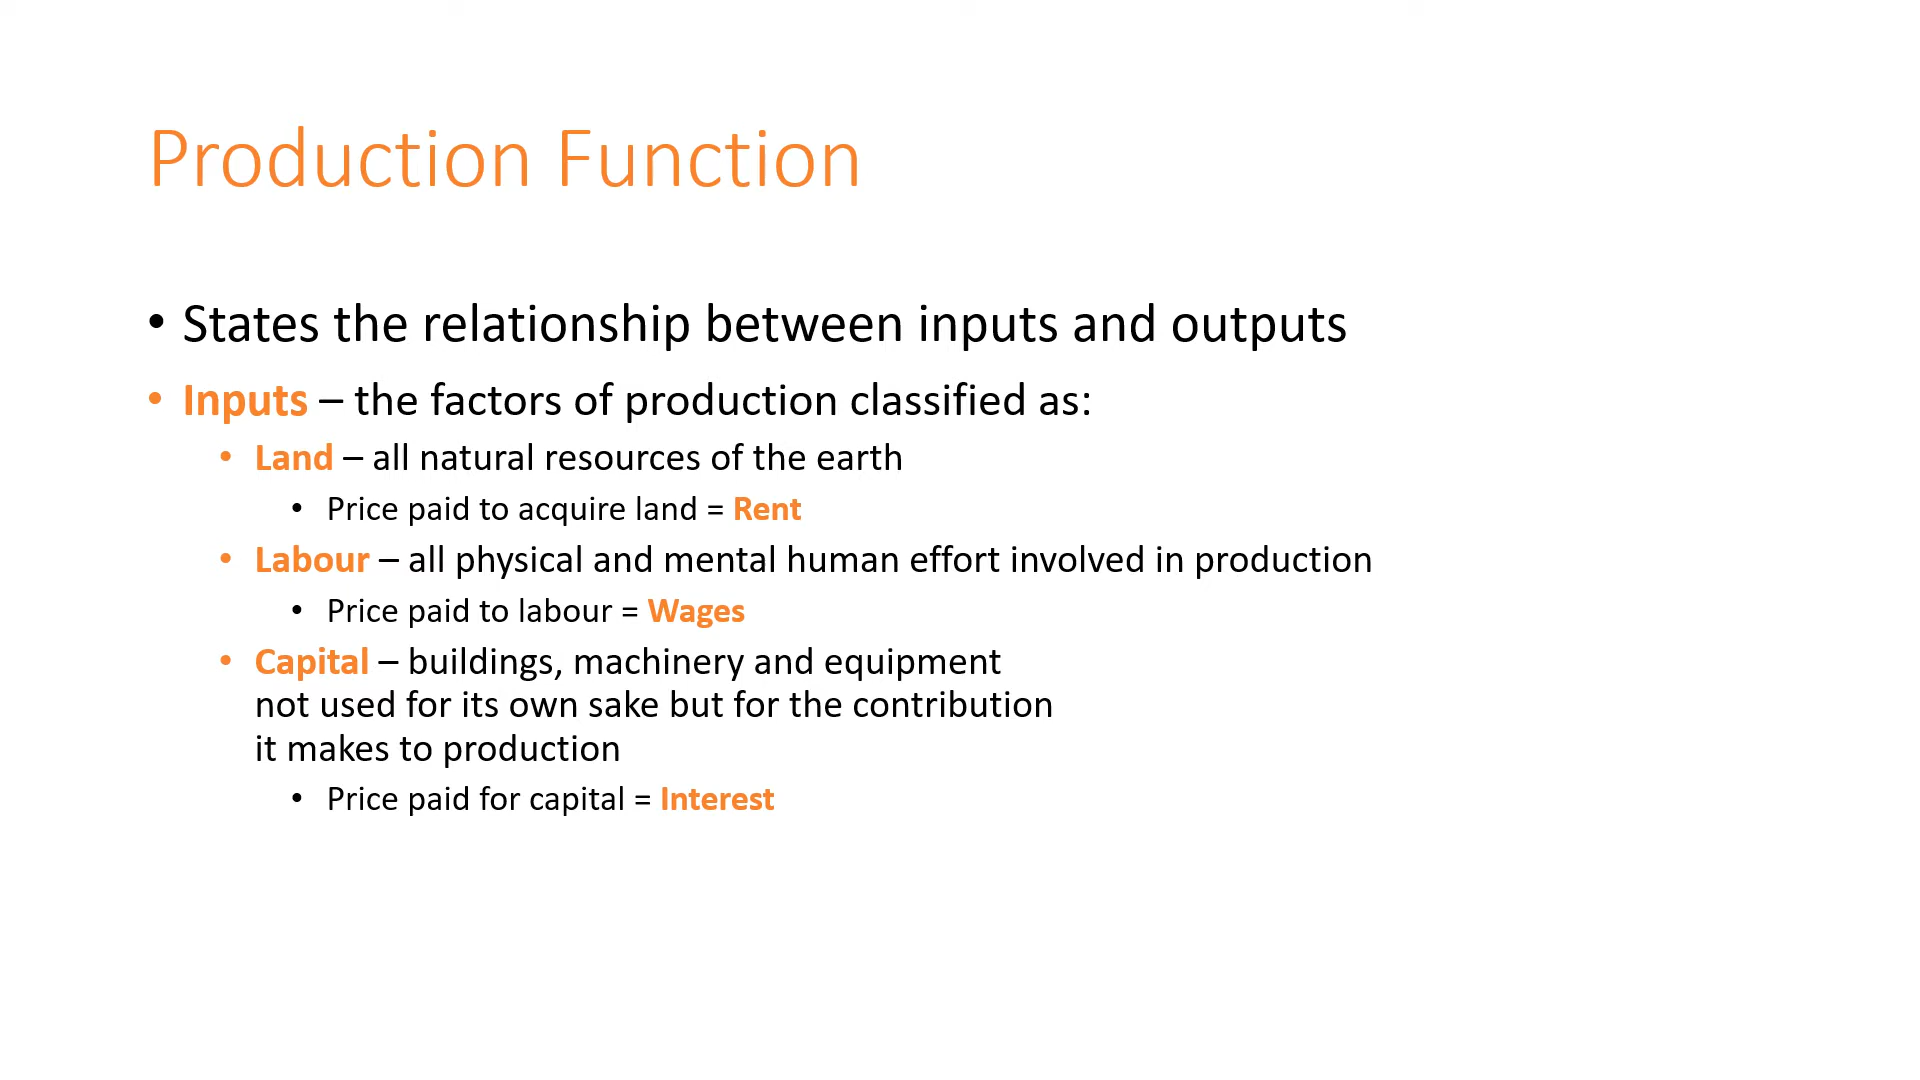 Production Function
• States the relationship between inputs and outputs
• Inputs – the factors of production classified as:
• Land – all natural resources of the earth
• Price paid to acquire land = Rent
• Labour – all physical and mental human effort involved in production
• Price paid to labour = Wages
• Capital – buildings, machinery and equipment
not used for its own sake but for the contribution
it makes to production
• Price paid for capital = Interest